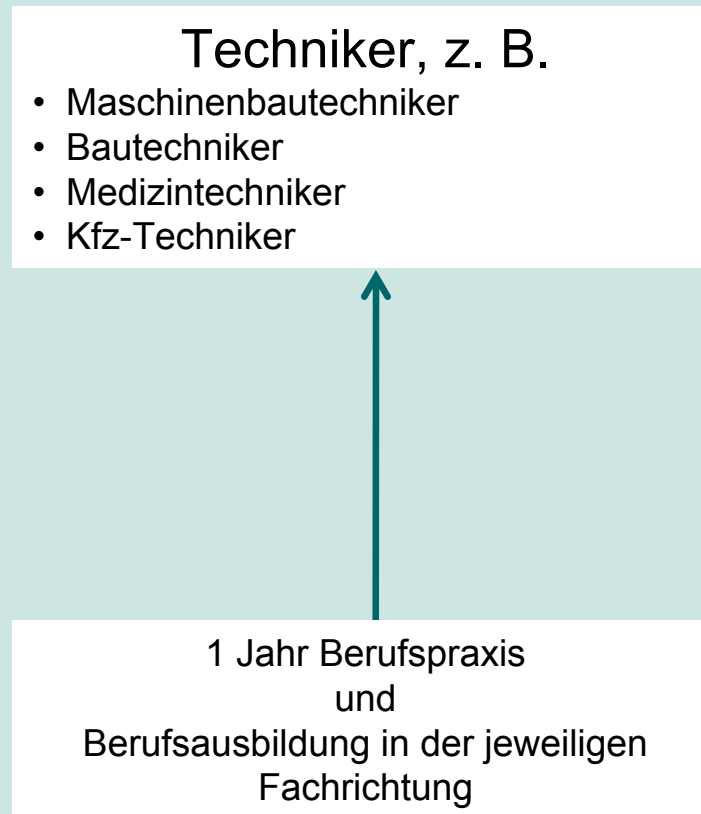 Techniker, z. B.
• Maschinenbautechniker
• Bautechniker
• Medizintechniker
• Kfz-Techniker
1 Jahr Berufspraxis
und
Berufsausbildung in der jeweiligen
Fachrichtung